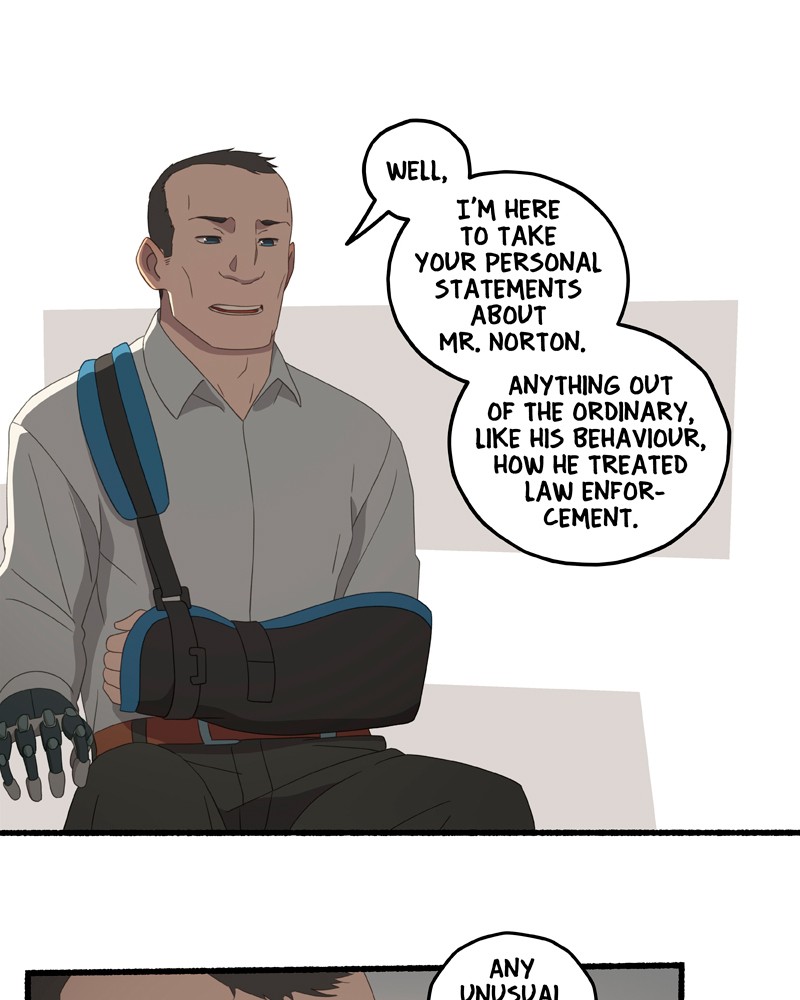 WELL,
I'M HERE
TO TAKE
YOUR PERSONAL
STATEMENTS
ABOUT
MR. NORTON.
ANYTHING OUT
OF THE ORDINARY,
LIKE HIS BEHAVIOUR,
HOW HE TREATED
LAW ENFOR-
CEMENT.
ANY
UNUSUAL